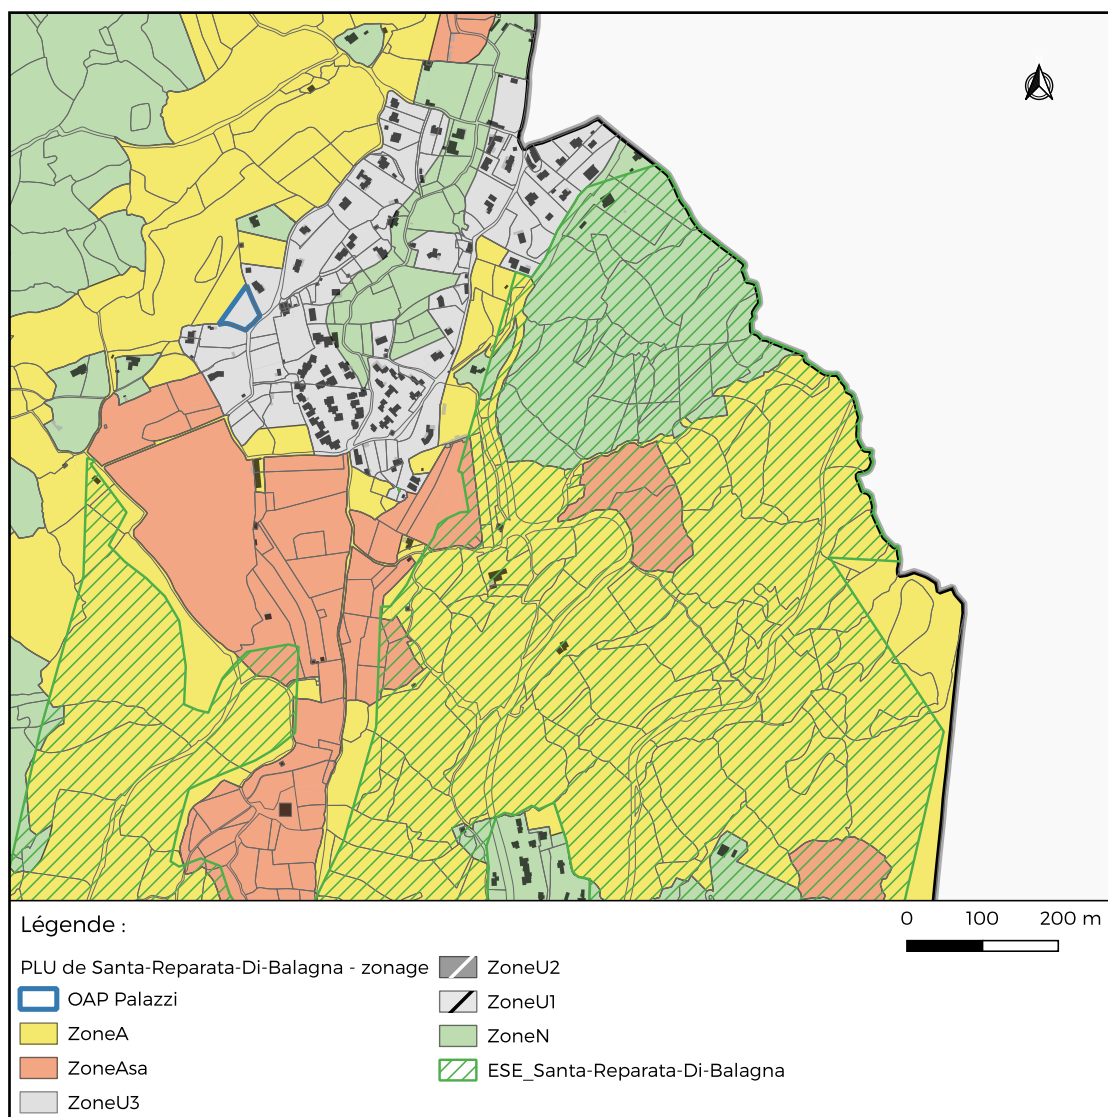 Légende :
0 100 200 m
PLU de Santa-Reparata-Di-Balagna - zonage
OAP Palazzi
ZoneA
ZoneAsa
ZoneU3
ZoneU2
ZoneU1
ZoneN
ESE_Santa-Reparata-Di-Balagna